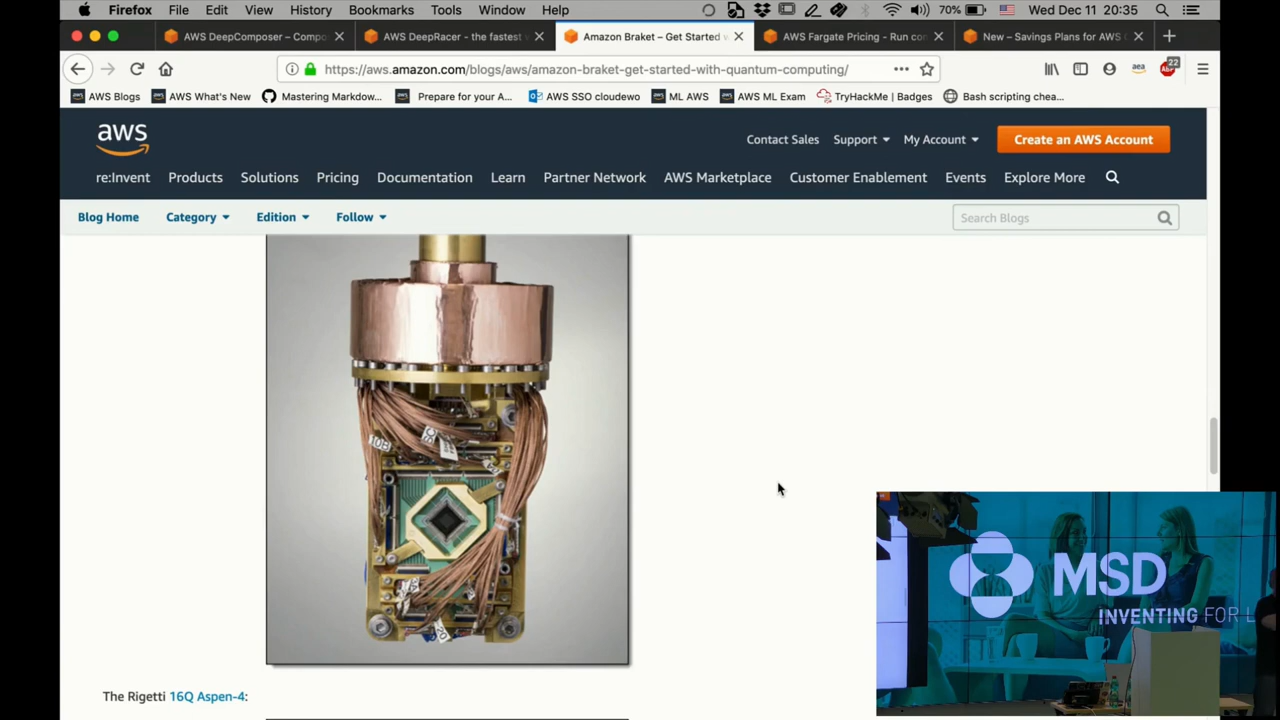 Firefox File Edit View History Bookmarks Tools Window Help 70% Wed Dec 11 20:35
AWS DeepComposer – Compo
AWS DeepRacer - the fastest
Amazon Braket – Get Started
AWS Fargate Pricing - Run con
New – Savings Plans for AWS
https://aws.amazon.com/blogs/aws/amazon-braket-get-started-with-quantum-computing/
aea
22
AWS Blogs AWS What's New Mastering Markdow... Prepare for your A... AWS SSO cloudewo ML AWS AWS ML Exam TryHackMe | Badges Bash scripting chea...
aws
Contact Sales Support My Account Create an AWS Account
re:Invent Products Solutions Pricing Documentation Learn Partner Network AWS Marketplace Customer Enablement Events Explore More
Blog Home Category Edition Follow Search Blogs
10B
MSD
INVENTING FOR L
The Rigetti 16Q Aspen-4: